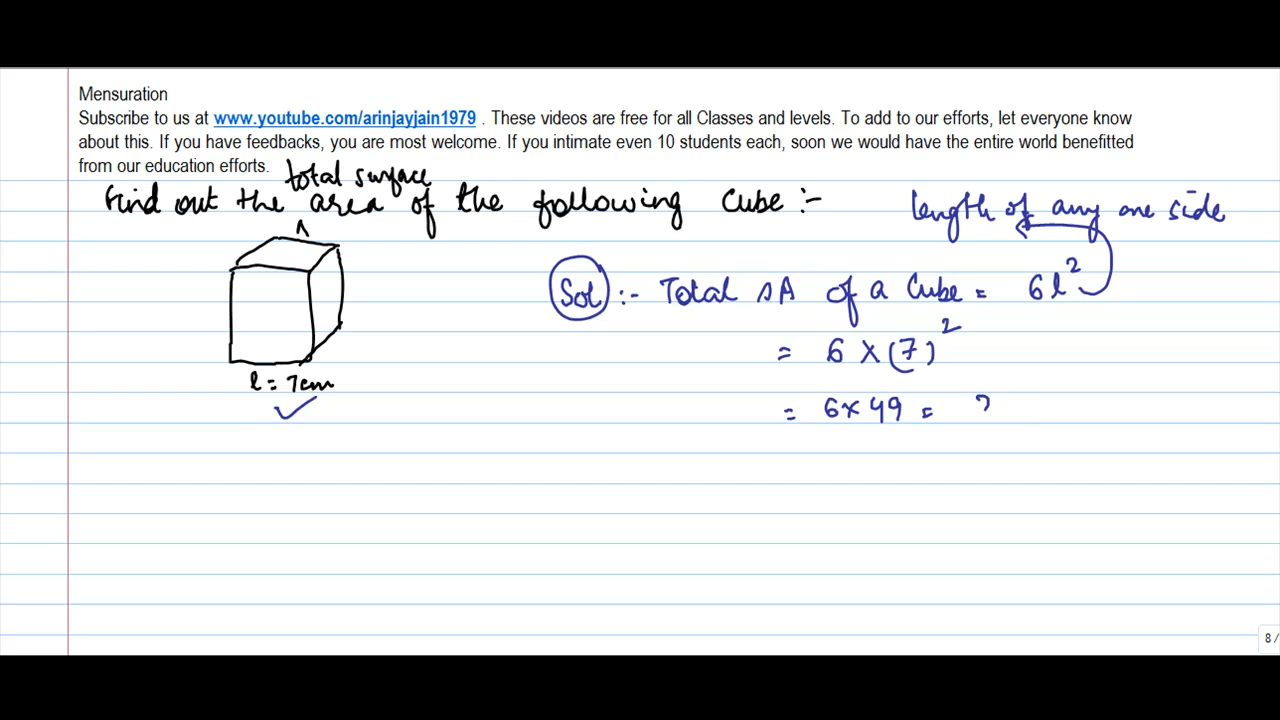 Mensuration
Subscribe to us at www.youtube.com/arinjayjain1979 . These videos are free for all Classes and levels. To add to our efforts, let everyone know
about this. If you have feedbacks, you are most welcome. If you intimate even 10 students each, soon we would have the entire world benefitted
from our education efforts.
total surface
Find out the area of the following Cube :-
length of any one side
Sol :- Total SA of a Cube = 6l²
= 6 × (7)²
= 6 × 49 = 2
l = 7cm
8 /